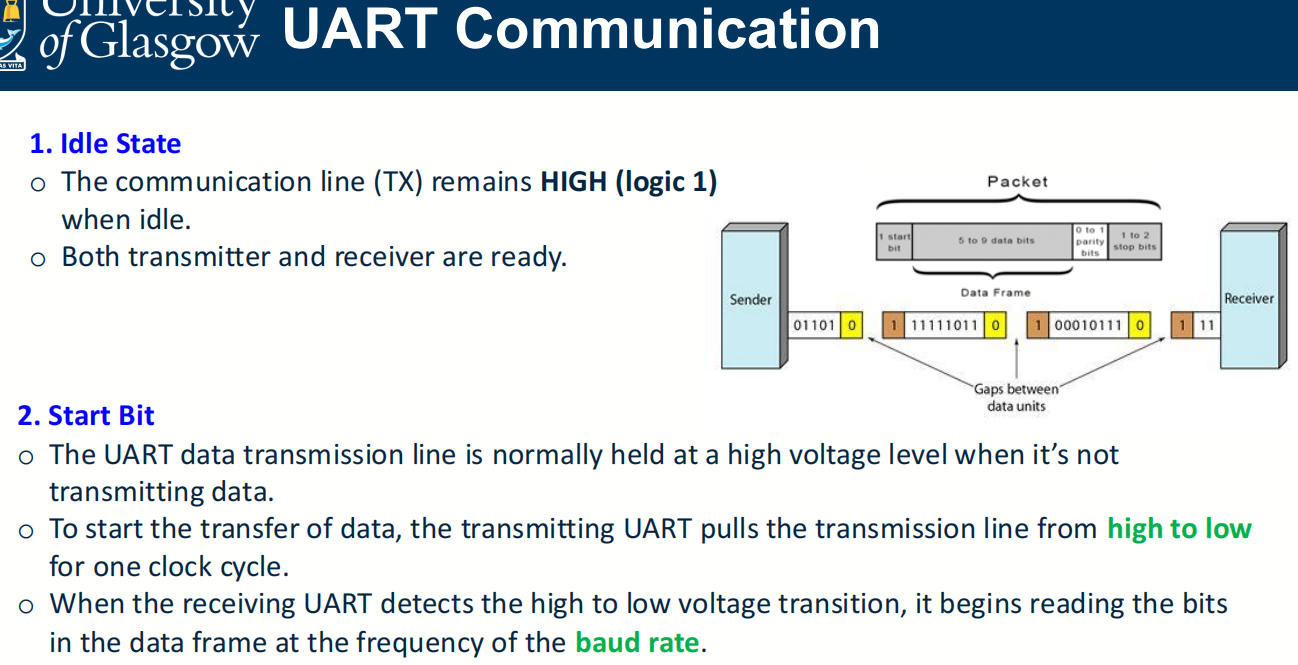 University
of Glasgow
UART Communication
AS VITA
1. Idle State
o The communication line (TX) remains HIGH (logic 1)
when idle.
o Both transmitter and receiver are ready.
Packet
1 start
bit
5 to 9 data bits
0 to 1
parity
bits
1 to 2
stop bits
Data Frame
Sender
01101 0
1 11111011 0
1 00010111 0
1 11
Receiver
Gaps between
data units
2. Start Bit
o The UART data transmission line is normally held at a high voltage level when it’s not
transmitting data.
o To start the transfer of data, the transmitting UART pulls the transmission line from high to low
for one clock cycle.
o When the receiving UART detects the high to low voltage transition, it begins reading the bits
in the data frame at the frequency of the baud rate.